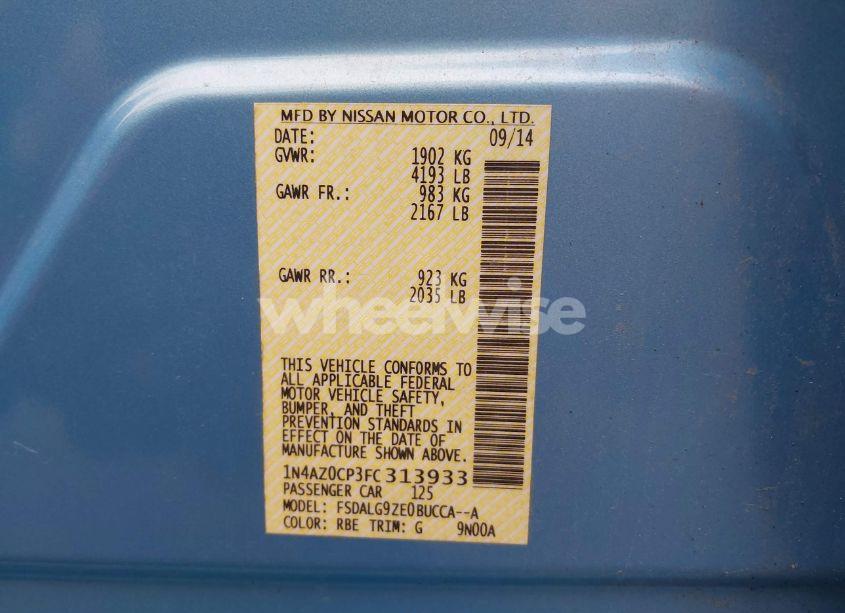 MFD BY NISSAN MOTOR CO., LTD.
DATE: 09/14
GVWR: 1902 KG
4193 LB
GAWR FR.: 983 KG
2167 LB
GAWR RR.: 923 KG
2035 LB
wheelwise
THIS VEHICLE CONFORMS TO
ALL APPLICABLE FEDERAL
MOTOR VEHICLE SAFETY,
BUMPER, AND THEFT
PREVENTION STANDARDS IN
EFFECT ON THE DATE OF
MANUFACTURE SHOWN ABOVE.
1N4AZ0CP3FC313933
PASSENGER CAR 125
MODEL: FSDALG9ZE0BUCCA--A
COLOR: RBE TRIM: G 9N00A